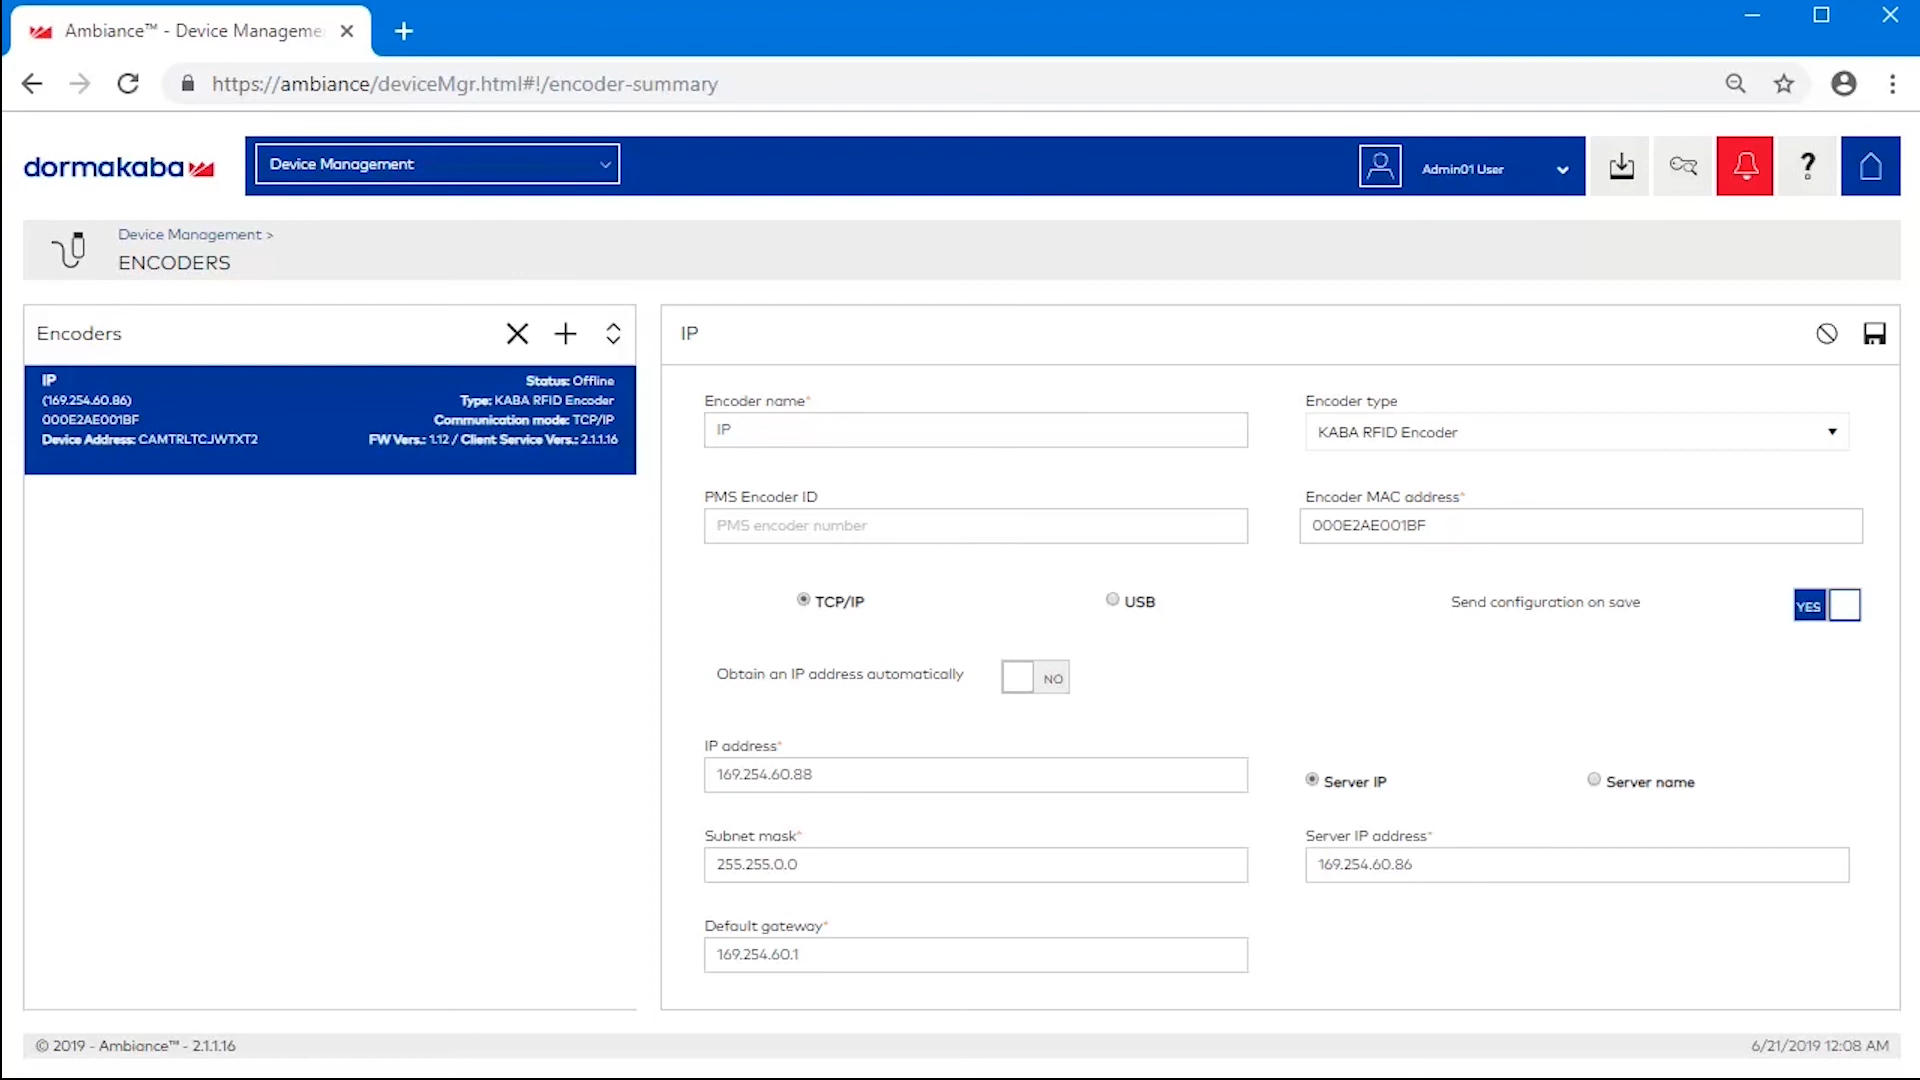 Ambiance™ - Device Manageme
https://ambiance/deviceMgr.html#!/encoder-summary
dormakaba
Device Management
Admin01 User
?
Device Management >
ENCODERS
Encoders
IP
Status: Offline
(169.254.60.86)
Type: KABA RFID Encoder
000E2AE001BF
Communication mode: TCP/IP
Device Address: CAMTRLTCJWTXT2
FW Vers.: 1.12 / Client Service Vers.: 2.1.1.16
IP
Encoder name*
IP
Encoder type
KABA RFID Encoder
PMS Encoder ID
PMS encoder number
Encoder MAC address*
000E2AE001BF
TCP/IP
USB
Send configuration on save
YES
Obtain an IP address automatically
NO
IP address*
169.254.60.88
Server IP
Server name
Subnet mask*
255.255.0.0
Server IP address*
169.254.60.86
Default gateway*
169.254.60.1
© 2019 - Ambiance™ - 2.1.1.16
6/21/2019 12:08 AM